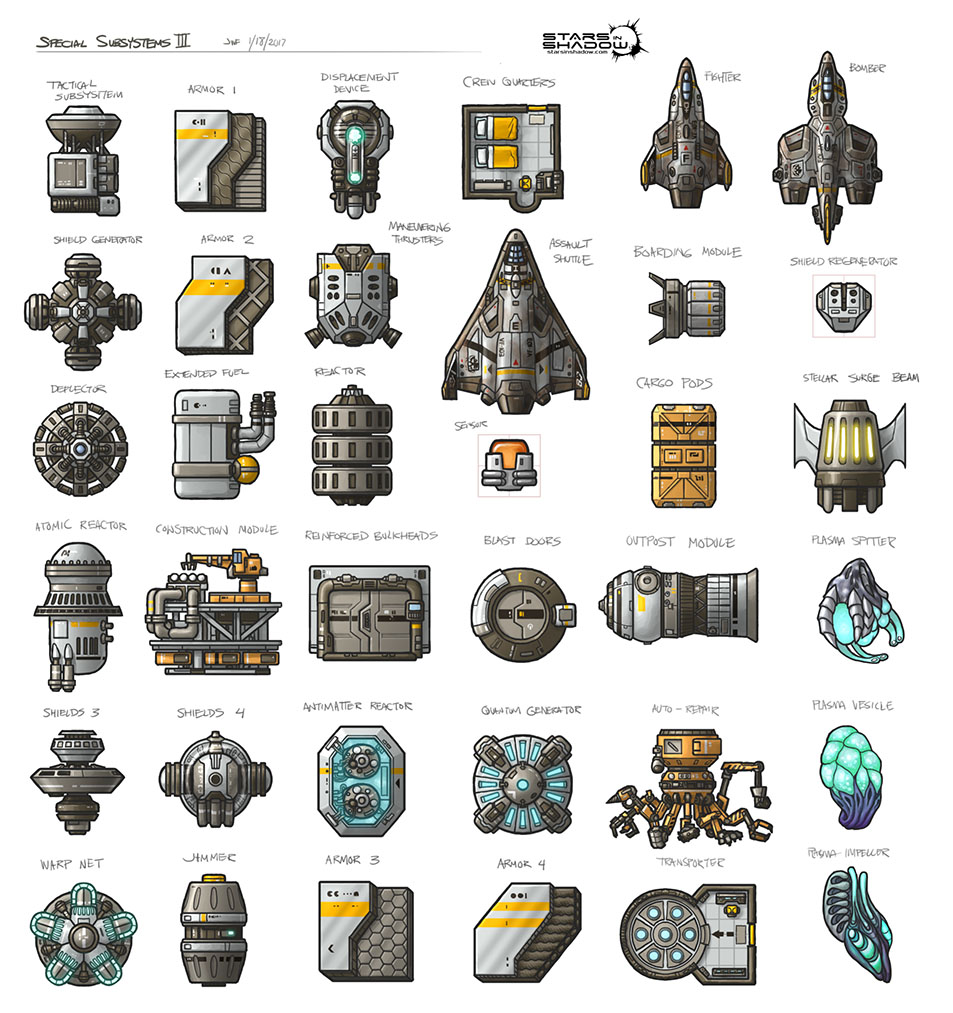 SPECIAL SUBSYSTEMS III
JNF 1/18/2017
STARS IN SHADOW
starsinshadow.com
TACTICAL
SUBSYSITEM
ARMOR 1
DISPLACEMENT
DEVICE
CREW QUARTERS
FIGHTER
BOMBER
SHIELD GENERATOR
ARMOR 2
MANEUVERING
THRUSTERS
ASSAULT
SHUTTLE
BOARDING MODULE
SHIELD REGENERATOR
DEFLECTOR
EXTENDED FUEL
REACTOR
SENSOR
CARGO PODS
STELLAR SURGE BEAM
ATOMIC REACTOR
CONSTRUCTION MODULE
REINFORCED BULKHEADS
BLAST DOORS
OUTPOST MODULE
PLASMA SPITTER
SHIELDS 3
SHIELDS 4
ANTIMATTER REACTOR
QUANTUM GENERATOR
AUTO-REPAIR
PLASMA VESICLE
WARP NET
JAMMER
ARMOR 3
ARMOR 4
TRANSPORTER
PLASMA IMPELLOR